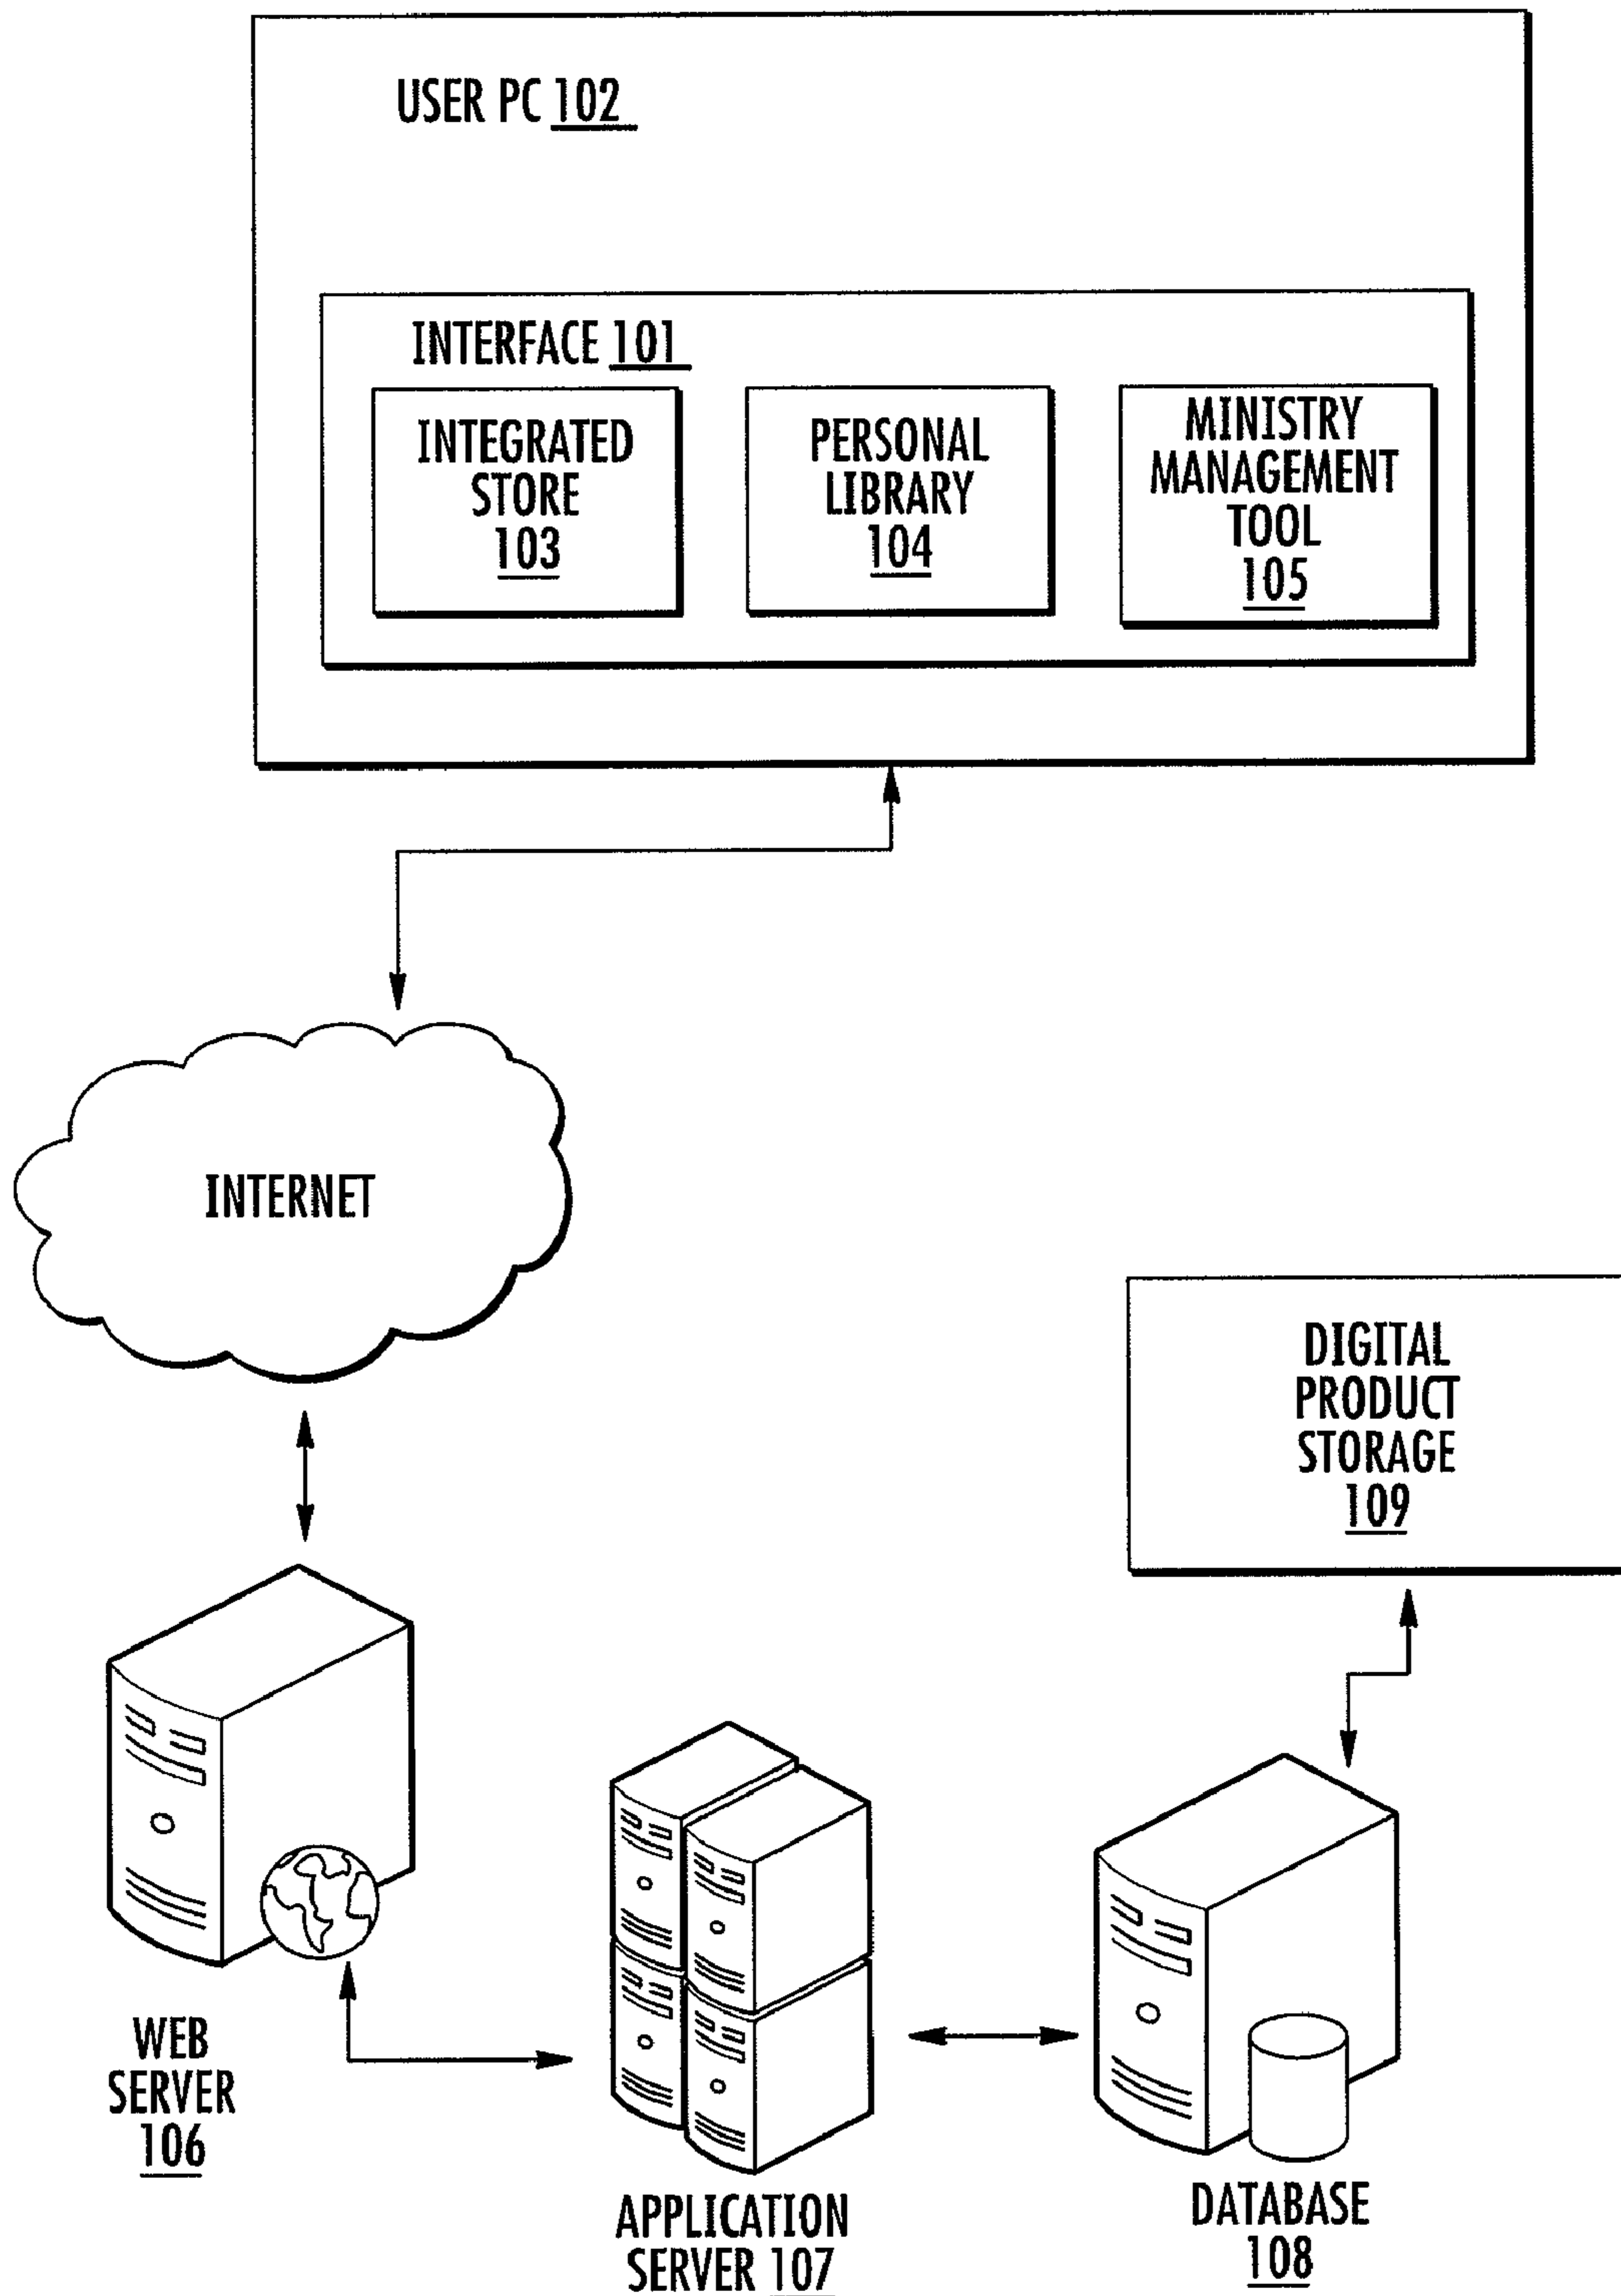 USER PC 102
INTERFACE 101
INTEGRATED
STORE
103
PERSONAL
LIBRARY
104
MINISTRY
MANAGEMENT
TOOL
105
INTERNET
DIGITAL
PRODUCT
STORAGE
109
WEB
SERVER
106
APPLICATION
SERVER 107
DATABASE
108